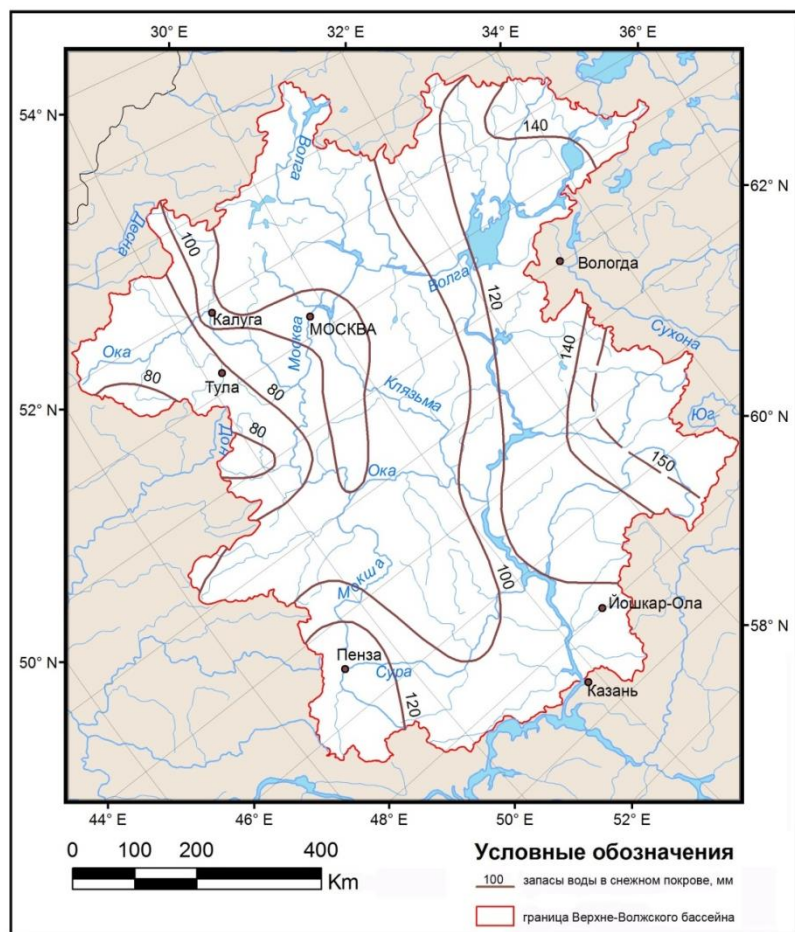 30° E
32° E
34° E
36° E
54° N
140
62° N
Волга
Десна
100
Вологда
Волга
120
Калуга
МОСКВА
Москва
Сухона
140
Ока
80
80
Тула
Клязьма
52° N
60° N
Юг
80
Дон
Ока
150
100
Мокша
Йошкар-Ола
58° N
50° N
Пенза
Сура
Казань
120
44° E
46° E
48° E
50° E
52° E
0 100 200 400
Km
Условные обозначения
100 запасы воды в снежном покрове, мм
граница Верхне-Волжского бассейна